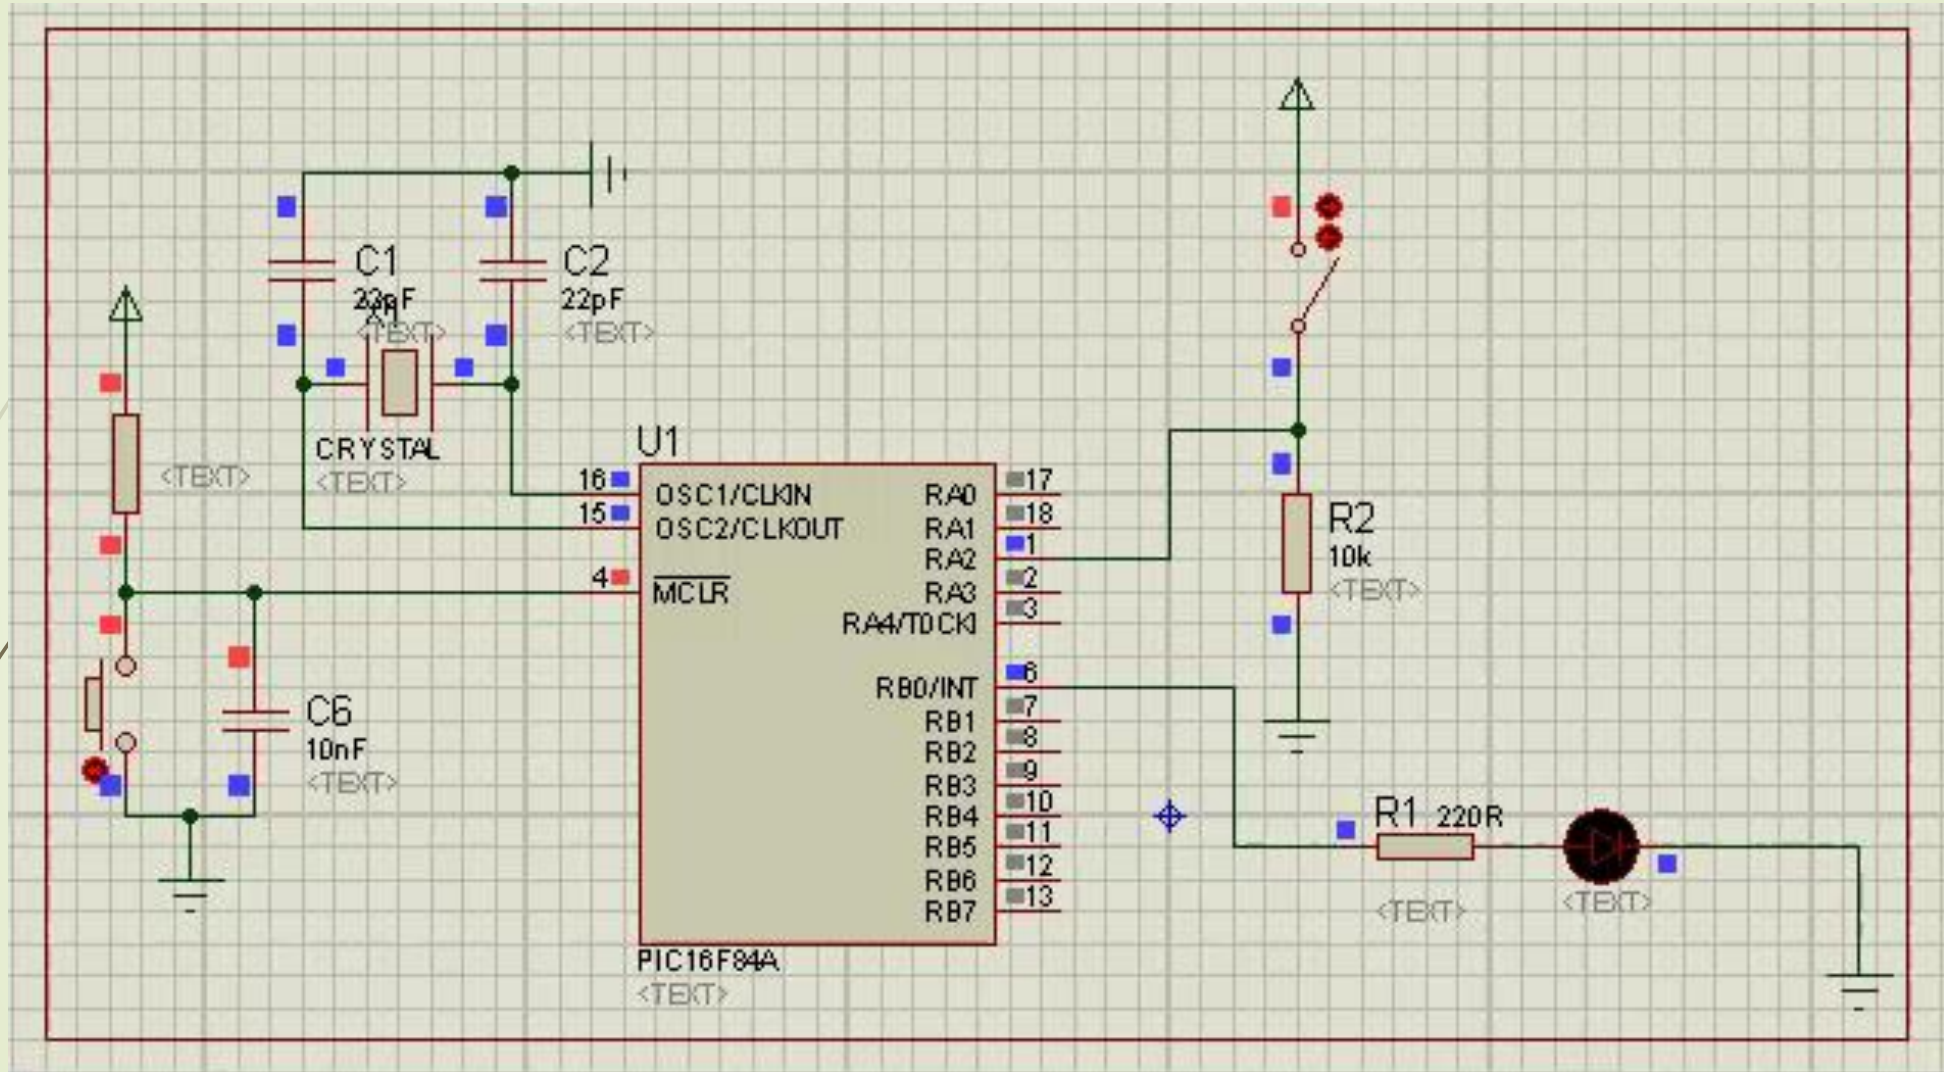 C1
22pF
<TEXT>
C2
22pF
<TEXT>
CRYSTAL
<TEXT>
<TEXT>
U1
16
15
4
OSC1/CLKIN
OSC2/CLKOUT
MCLR
RA0
RA1
RA2
RA3
RA4/T0CKI
RB0/INT
RB1
RB2
RB3
RB4
RB5
RB6
RB7
17
18
1
2
3
6
7
8
9
10
11
12
13
PIC16F84A
<TEXT>
C6
10nF
<TEXT>
R2
10k
<TEXT>
R1 220R
<TEXT>
<TEXT>